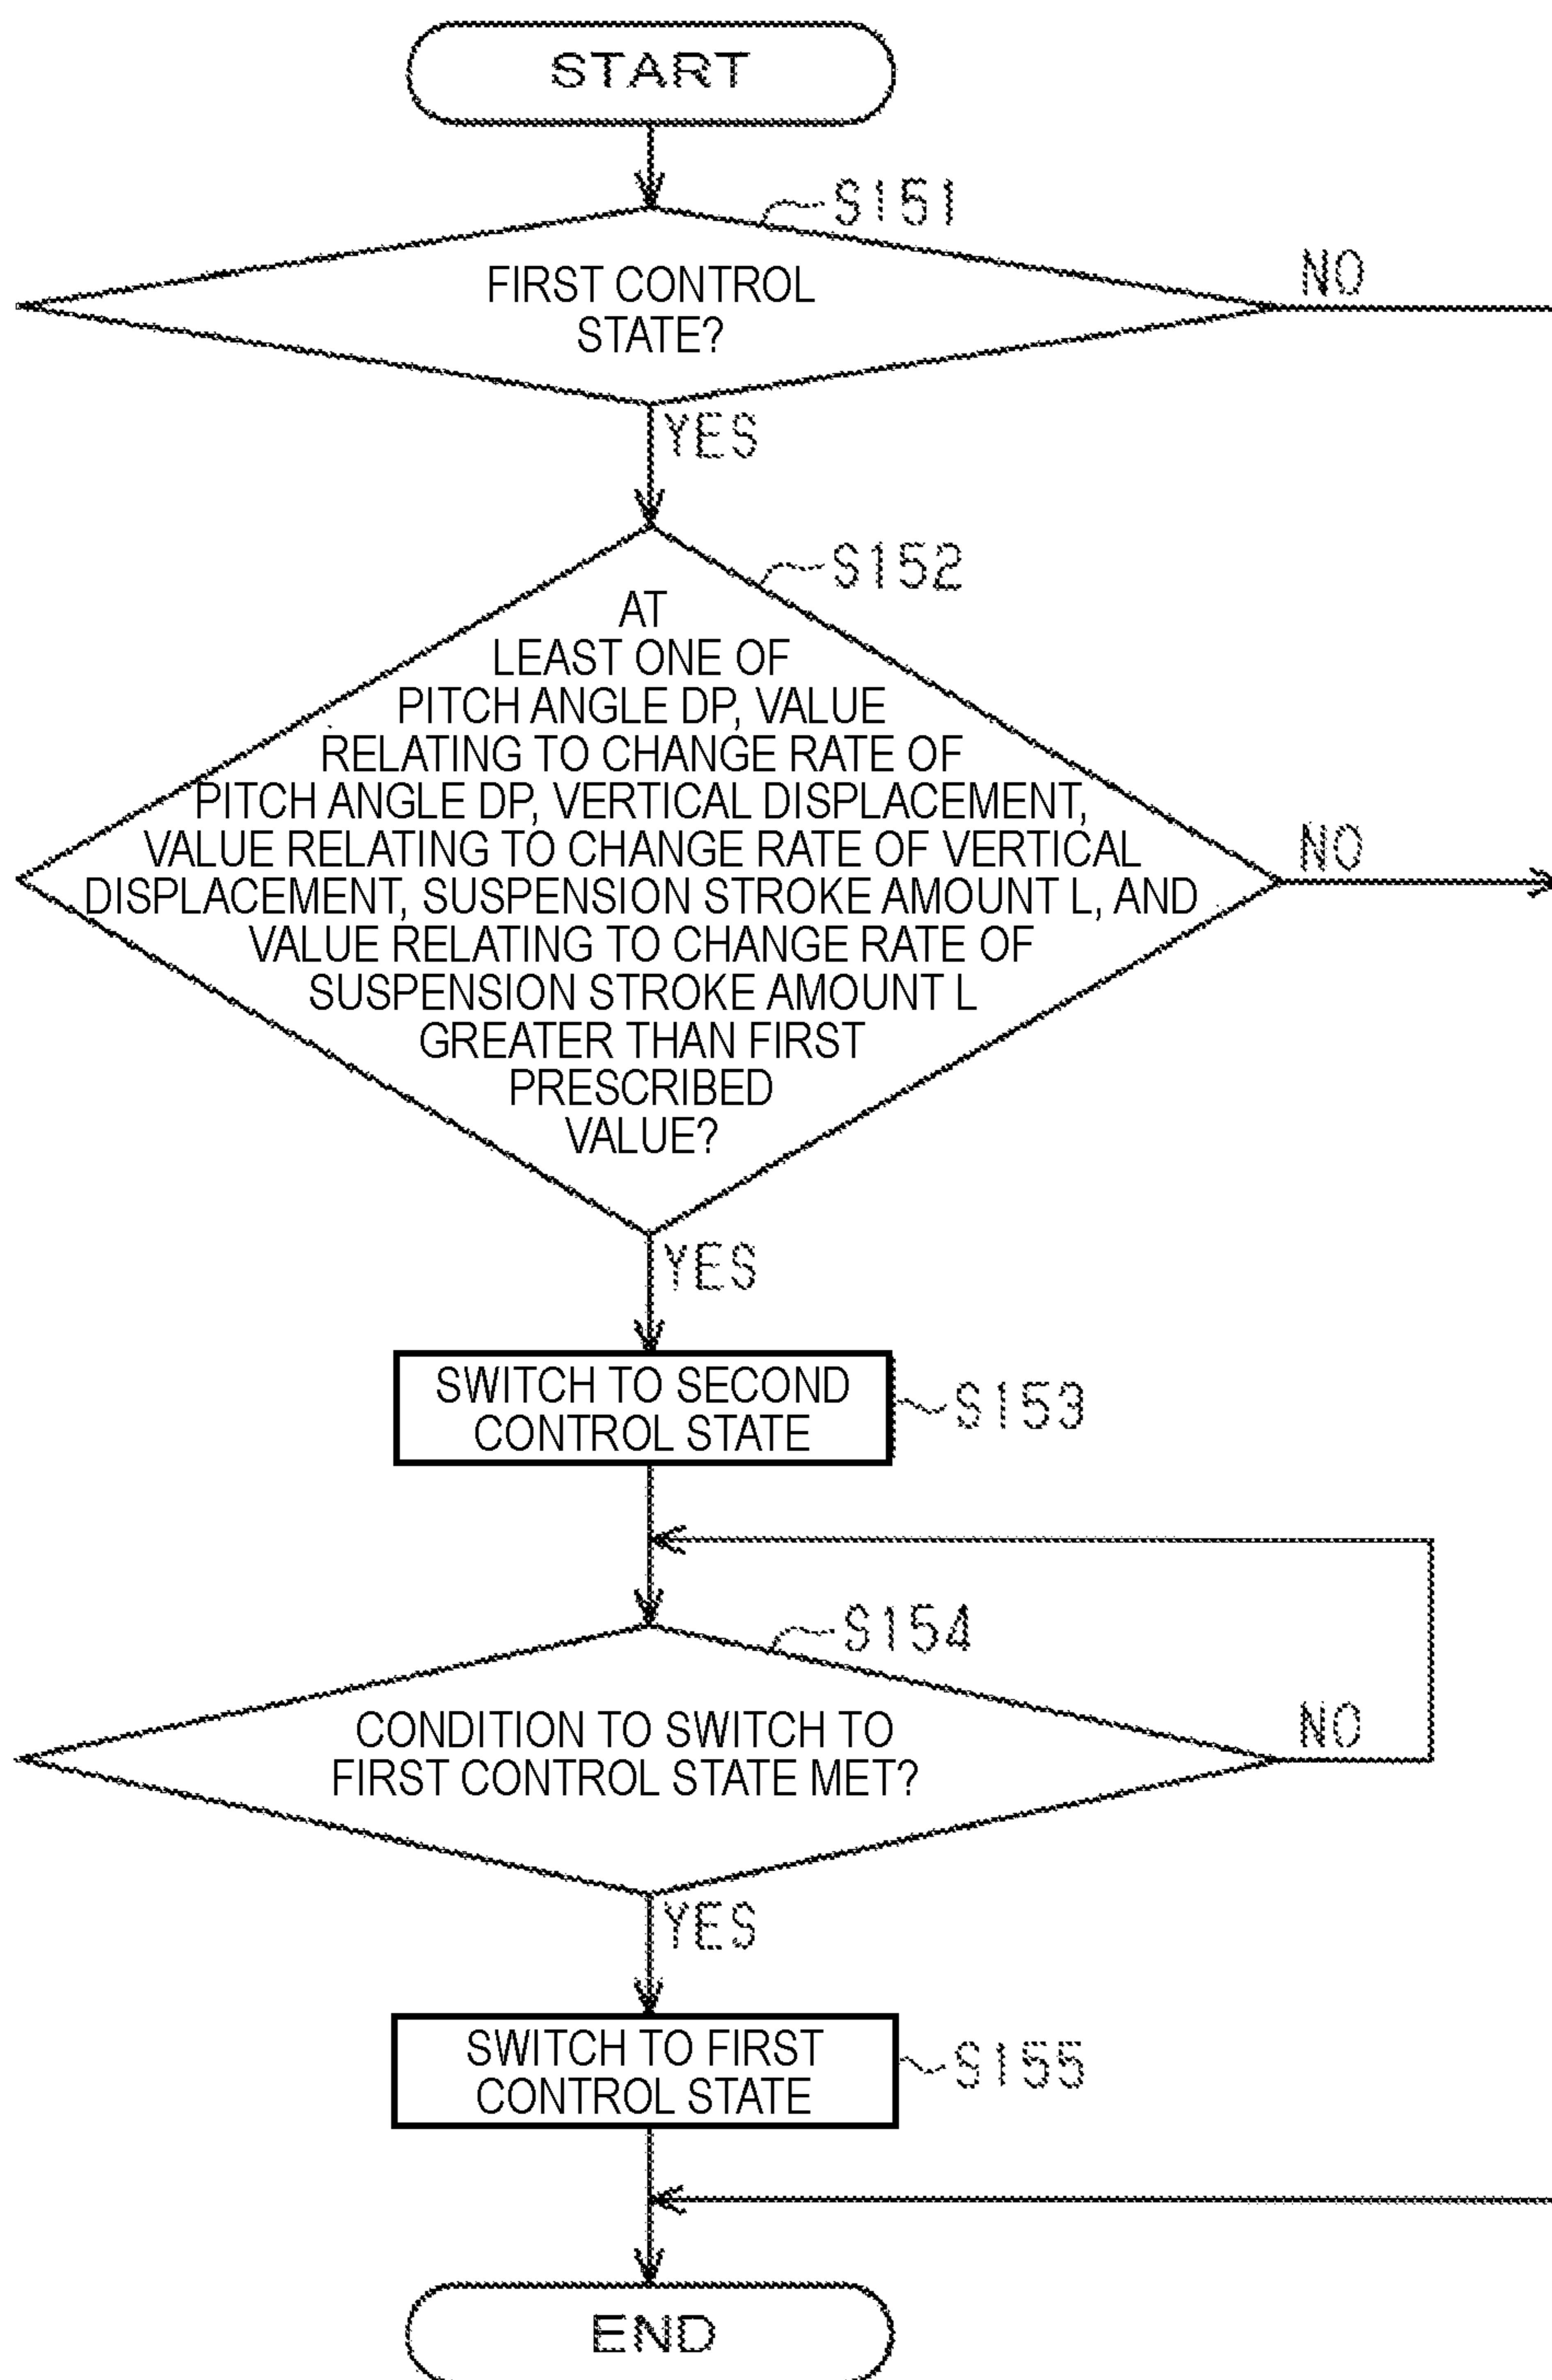 START
S151
FIRST CONTROL
STATE?
NO
YES
S152
AT
LEAST ONE OF
PITCH ANGLE DP, VALUE
RELATING TO CHANGE RATE OF
PITCH ANGLE DP, VERTICAL DISPLACEMENT,
VALUE RELATING TO CHANGE RATE OF VERTICAL
DISPLACEMENT, SUSPENSION STROKE AMOUNT L, AND
VALUE RELATING TO CHANGE RATE OF
SUSPENSION STROKE AMOUNT L
GREATER THAN FIRST
PRESCRIBED
VALUE?
NO
YES
SWITCH TO SECOND
CONTROL STATE
S153
S154
CONDITION TO SWITCH TO
FIRST CONTROL STATE MET?
NO
YES
SWITCH TO FIRST
CONTROL STATE
S155
END